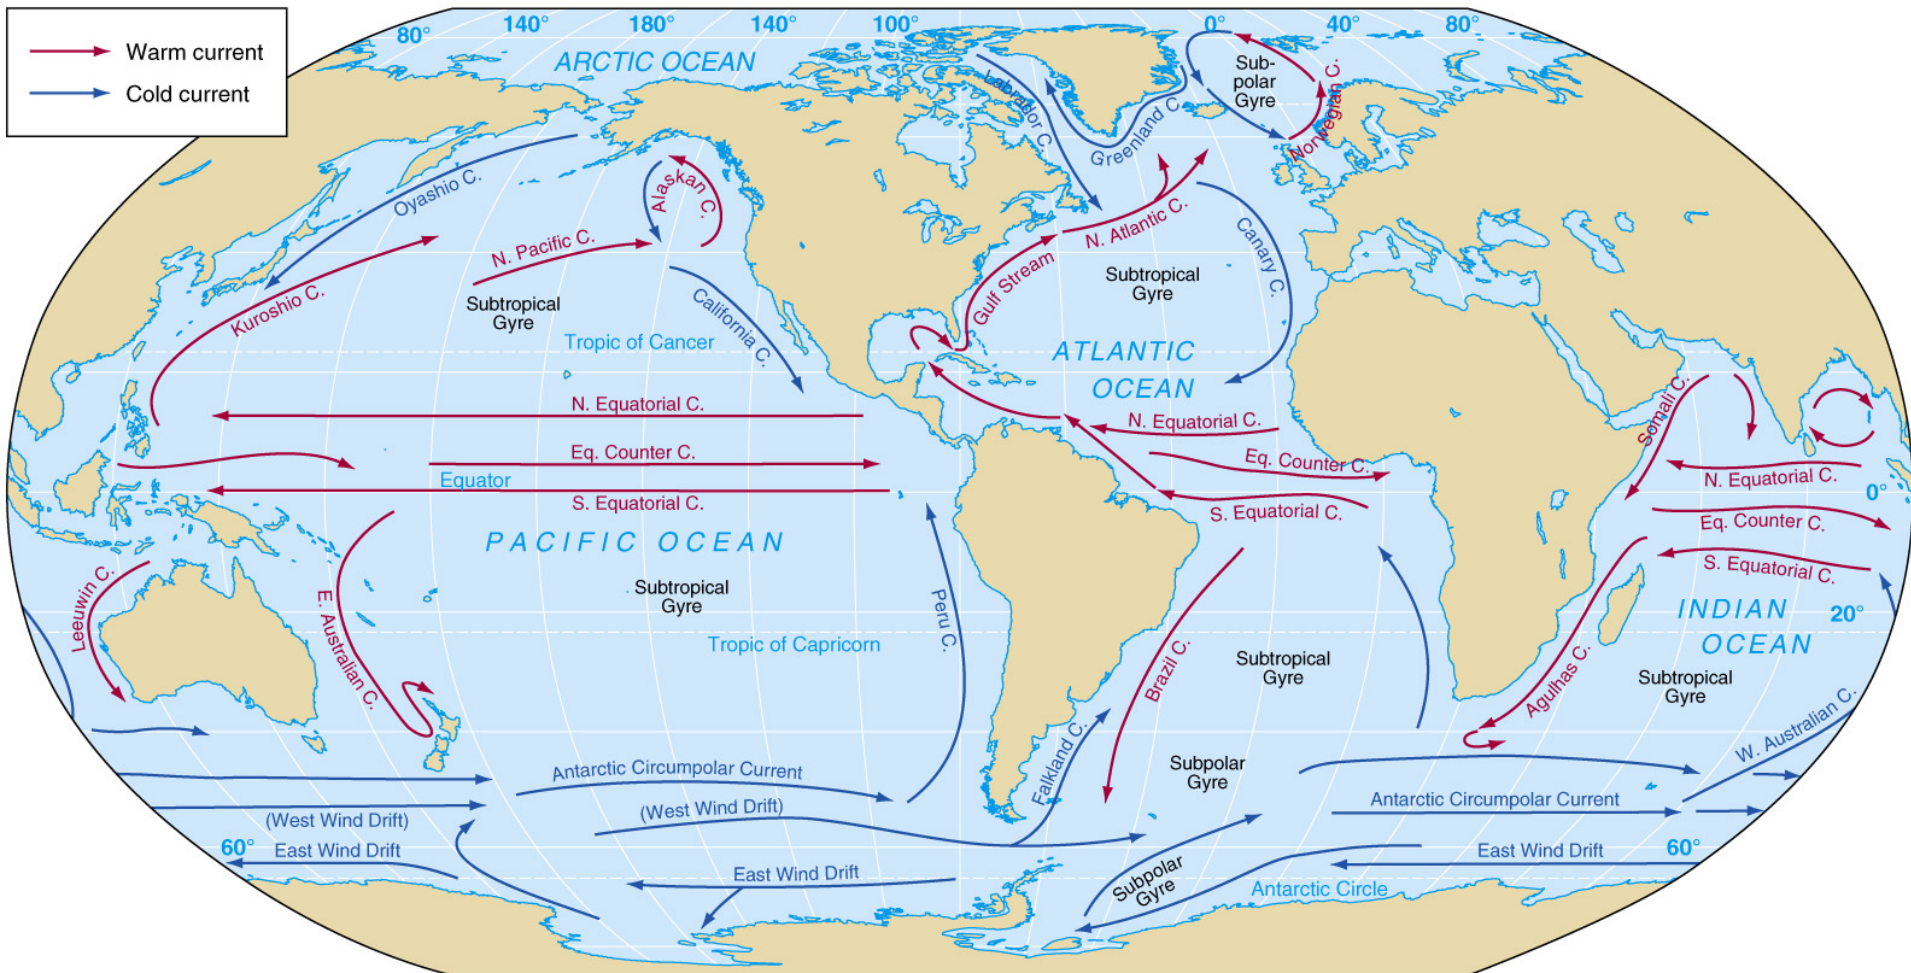 Warm current
Cold current
80°
140°
180°
140°
100°
0°
40°
80°
ARCTIC OCEAN
Sub-
polar
Gyre
Labrador C.
Greenland C.
Norwegian C.
Oyashio C.
Alaskan C.
N. Pacific C.
N. Atlantic C.
Canary C.
Kuroshio C.
Subtropical
Gyre
California C.
Gulf Stream
Subtropical
Gyre
Tropic of Cancer
ATLANTIC
OCEAN
N. Equatorial C.
N. Equatorial C.
Somali C.
Eq. Counter C.
Eq. Counter C.
N. Equatorial C.
Equator
0°
S. Equatorial C.
S. Equatorial C.
Eq. Counter C.
PACIFIC OCEAN
S. Equatorial C.
Leeuwin C.
E. Australian C.
Subtropical
Gyre
Peru C.
INDIAN
OCEAN
20°
Tropic of Capricorn
Brazil C.
Subtropical
Gyre
Agulhas C.
Subtropical
Gyre
W. Australian C.
Falkland C.
Subpolar
Gyre
Antarctic Circumpolar Current
(West Wind Drift)
(West Wind Drift)
Antarctic Circumpolar Current
60°
East Wind Drift
East Wind Drift
Subpolar
Gyre
East Wind Drift
60°
Antarctic Circle